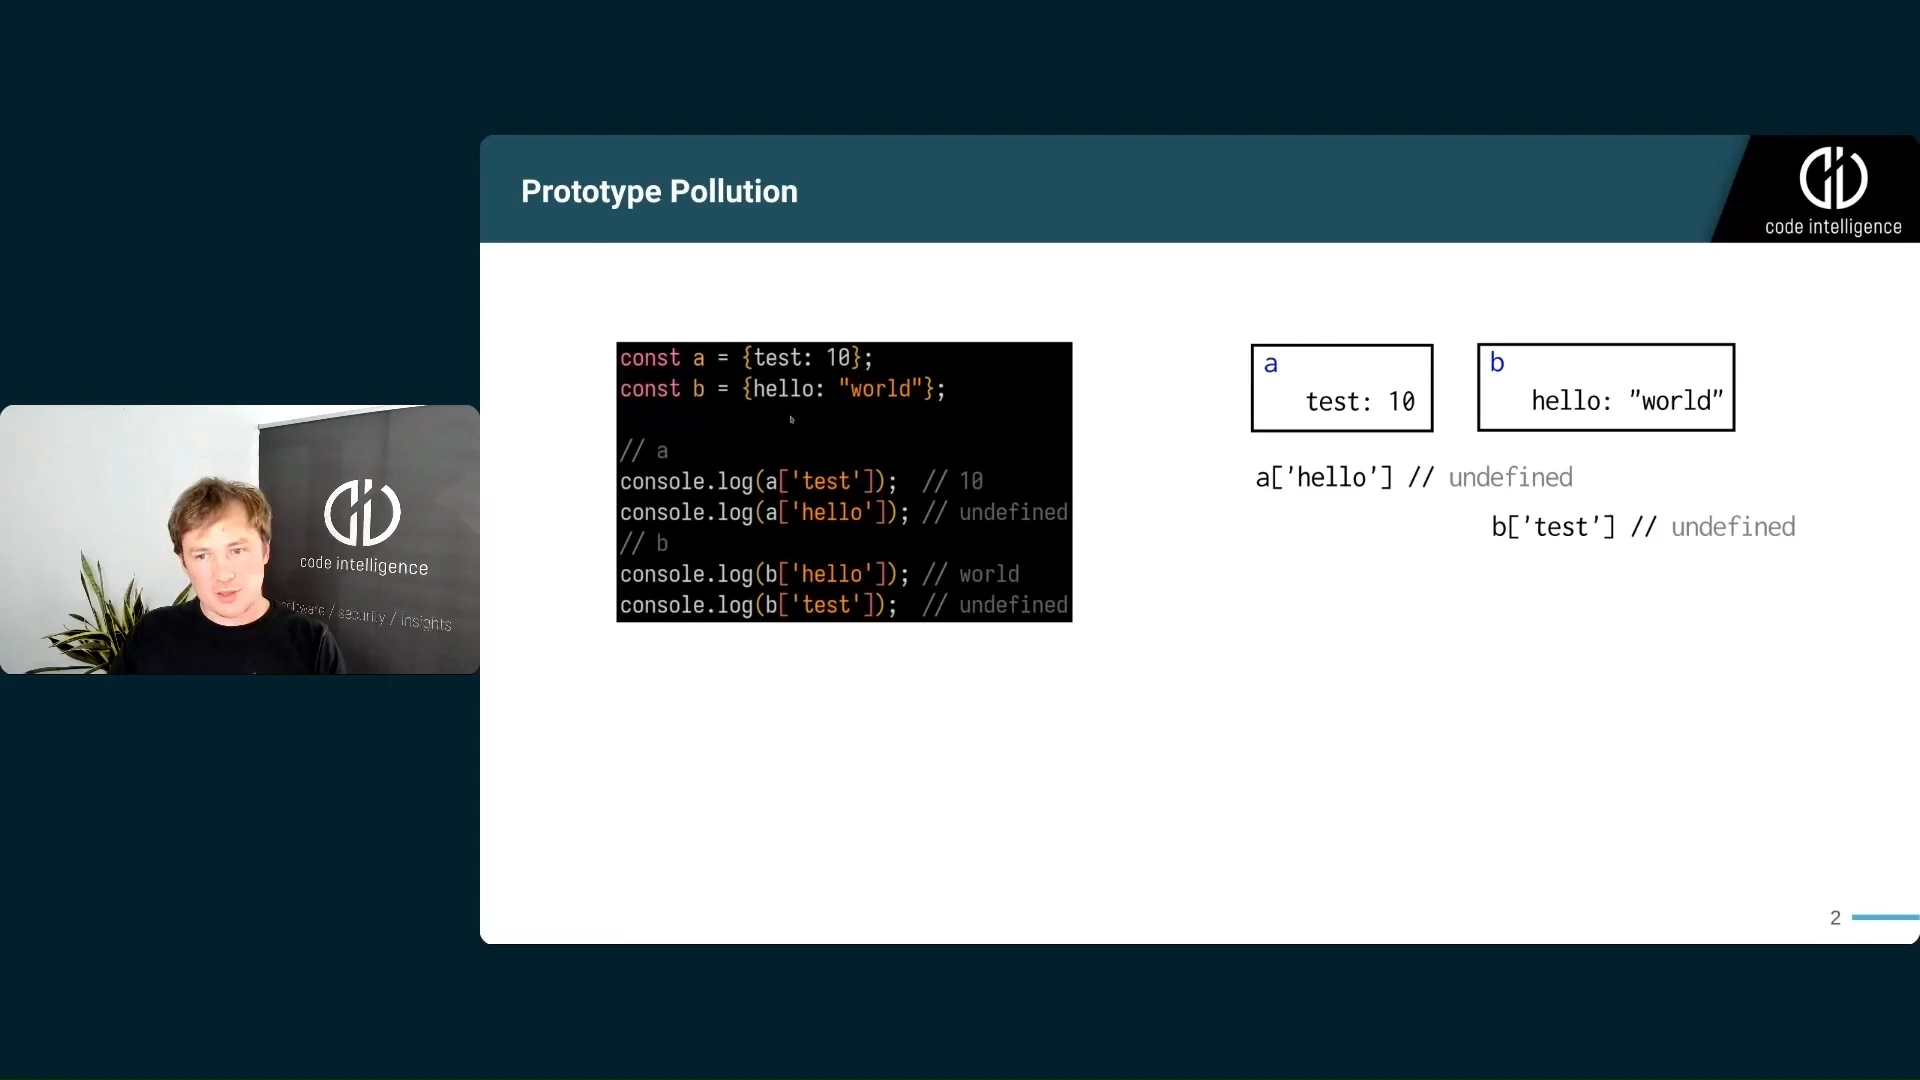 Prototype Pollution
code intelligence
const a = {test: 10};
const b = {hello: "world"};
// a
console.log(a['test']);  // 10
console.log(a['hello']); // undefined
// b
console.log(b['hello']); // world
console.log(b['test']);  // undefined
a
test: 10
b
hello: ”world”
a[’hello’] // undefined
b[’test’] // undefined
code intelligence
software / security / insights
2